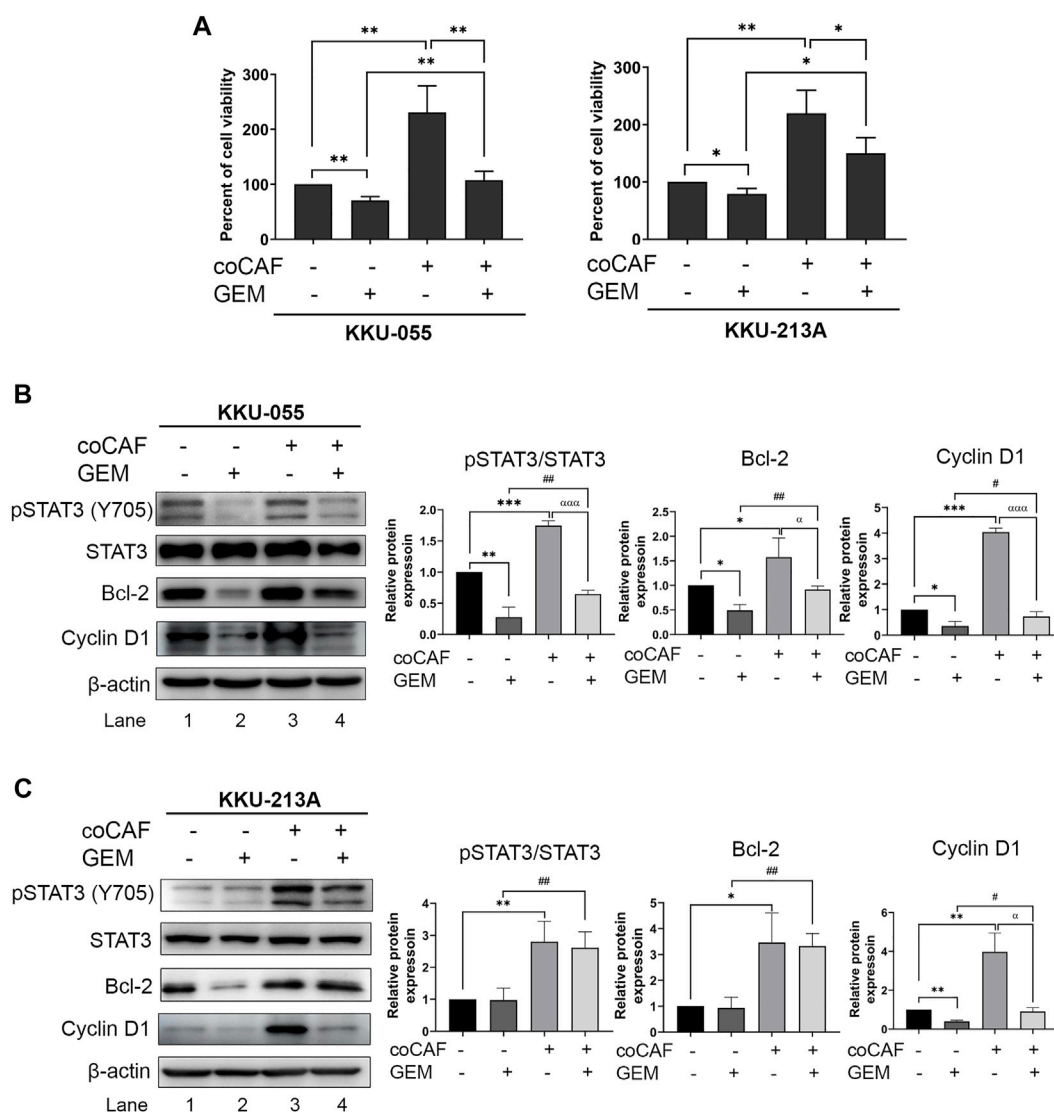 A
** ** ** **
** * * *
Percent of cell viability
300
200
100
0
Percent of cell viability
300
200
100
0
coCAF - - + +
GEM - + - +
KKU-055
coCAF - - + +
GEM - + - +
KKU-213A
B
KKU-055
coCAF - - + +
GEM - + - +
pSTAT3 (Y705)
STAT3
Bcl-2
Cyclin D1
β-actin
Lane 1 2 3 4
pSTAT3/STAT3
##
*** ααα
**
Relative protein
expressoin
2.0
1.5
1.0
0.5
0.0
coCAF - - + +
GEM - + - +
Bcl-2
##
* α
*
Relative protein
expressoin
2.5
2.0
1.5
1.0
0.5
0.0
coCAF - - + +
GEM - + - +
Cyclin D1
#
*** ααα
*
Relative protein
expressoin
5
4
3
2
1
0
coCAF - - + +
GEM - + - +
C
KKU-213A
coCAF - - + +
GEM - + - +
pSTAT3 (Y705)
STAT3
Bcl-2
Cyclin D1
β-actin
Lane 1 2 3 4
pSTAT3/STAT3
##
**
Relative protein
expressoin
4
3
2
1
0
coCAF - - + +
GEM - + - +
Bcl-2
##
*
Relative protein
expressoin
5
4
3
2
1
0
coCAF - - + +
GEM - + - +
Cyclin D1
#
** α
**
Relative protein
expressoin
6
4
2
0
coCAF - - + +
GEM - + - +